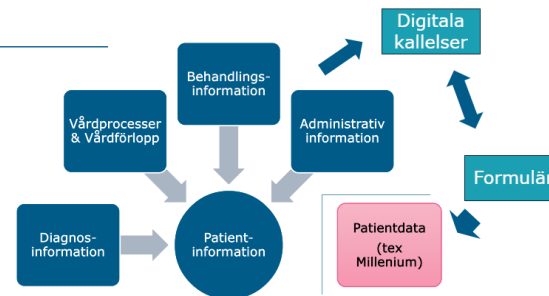 Digitala
kallelser
Behandlings-
information
Vårdprocesser
& Vårdförlopp
Administrativ
information
Formulär
Diagnos-
information
Patient-
information
Patientdata
(tex
Millenium)